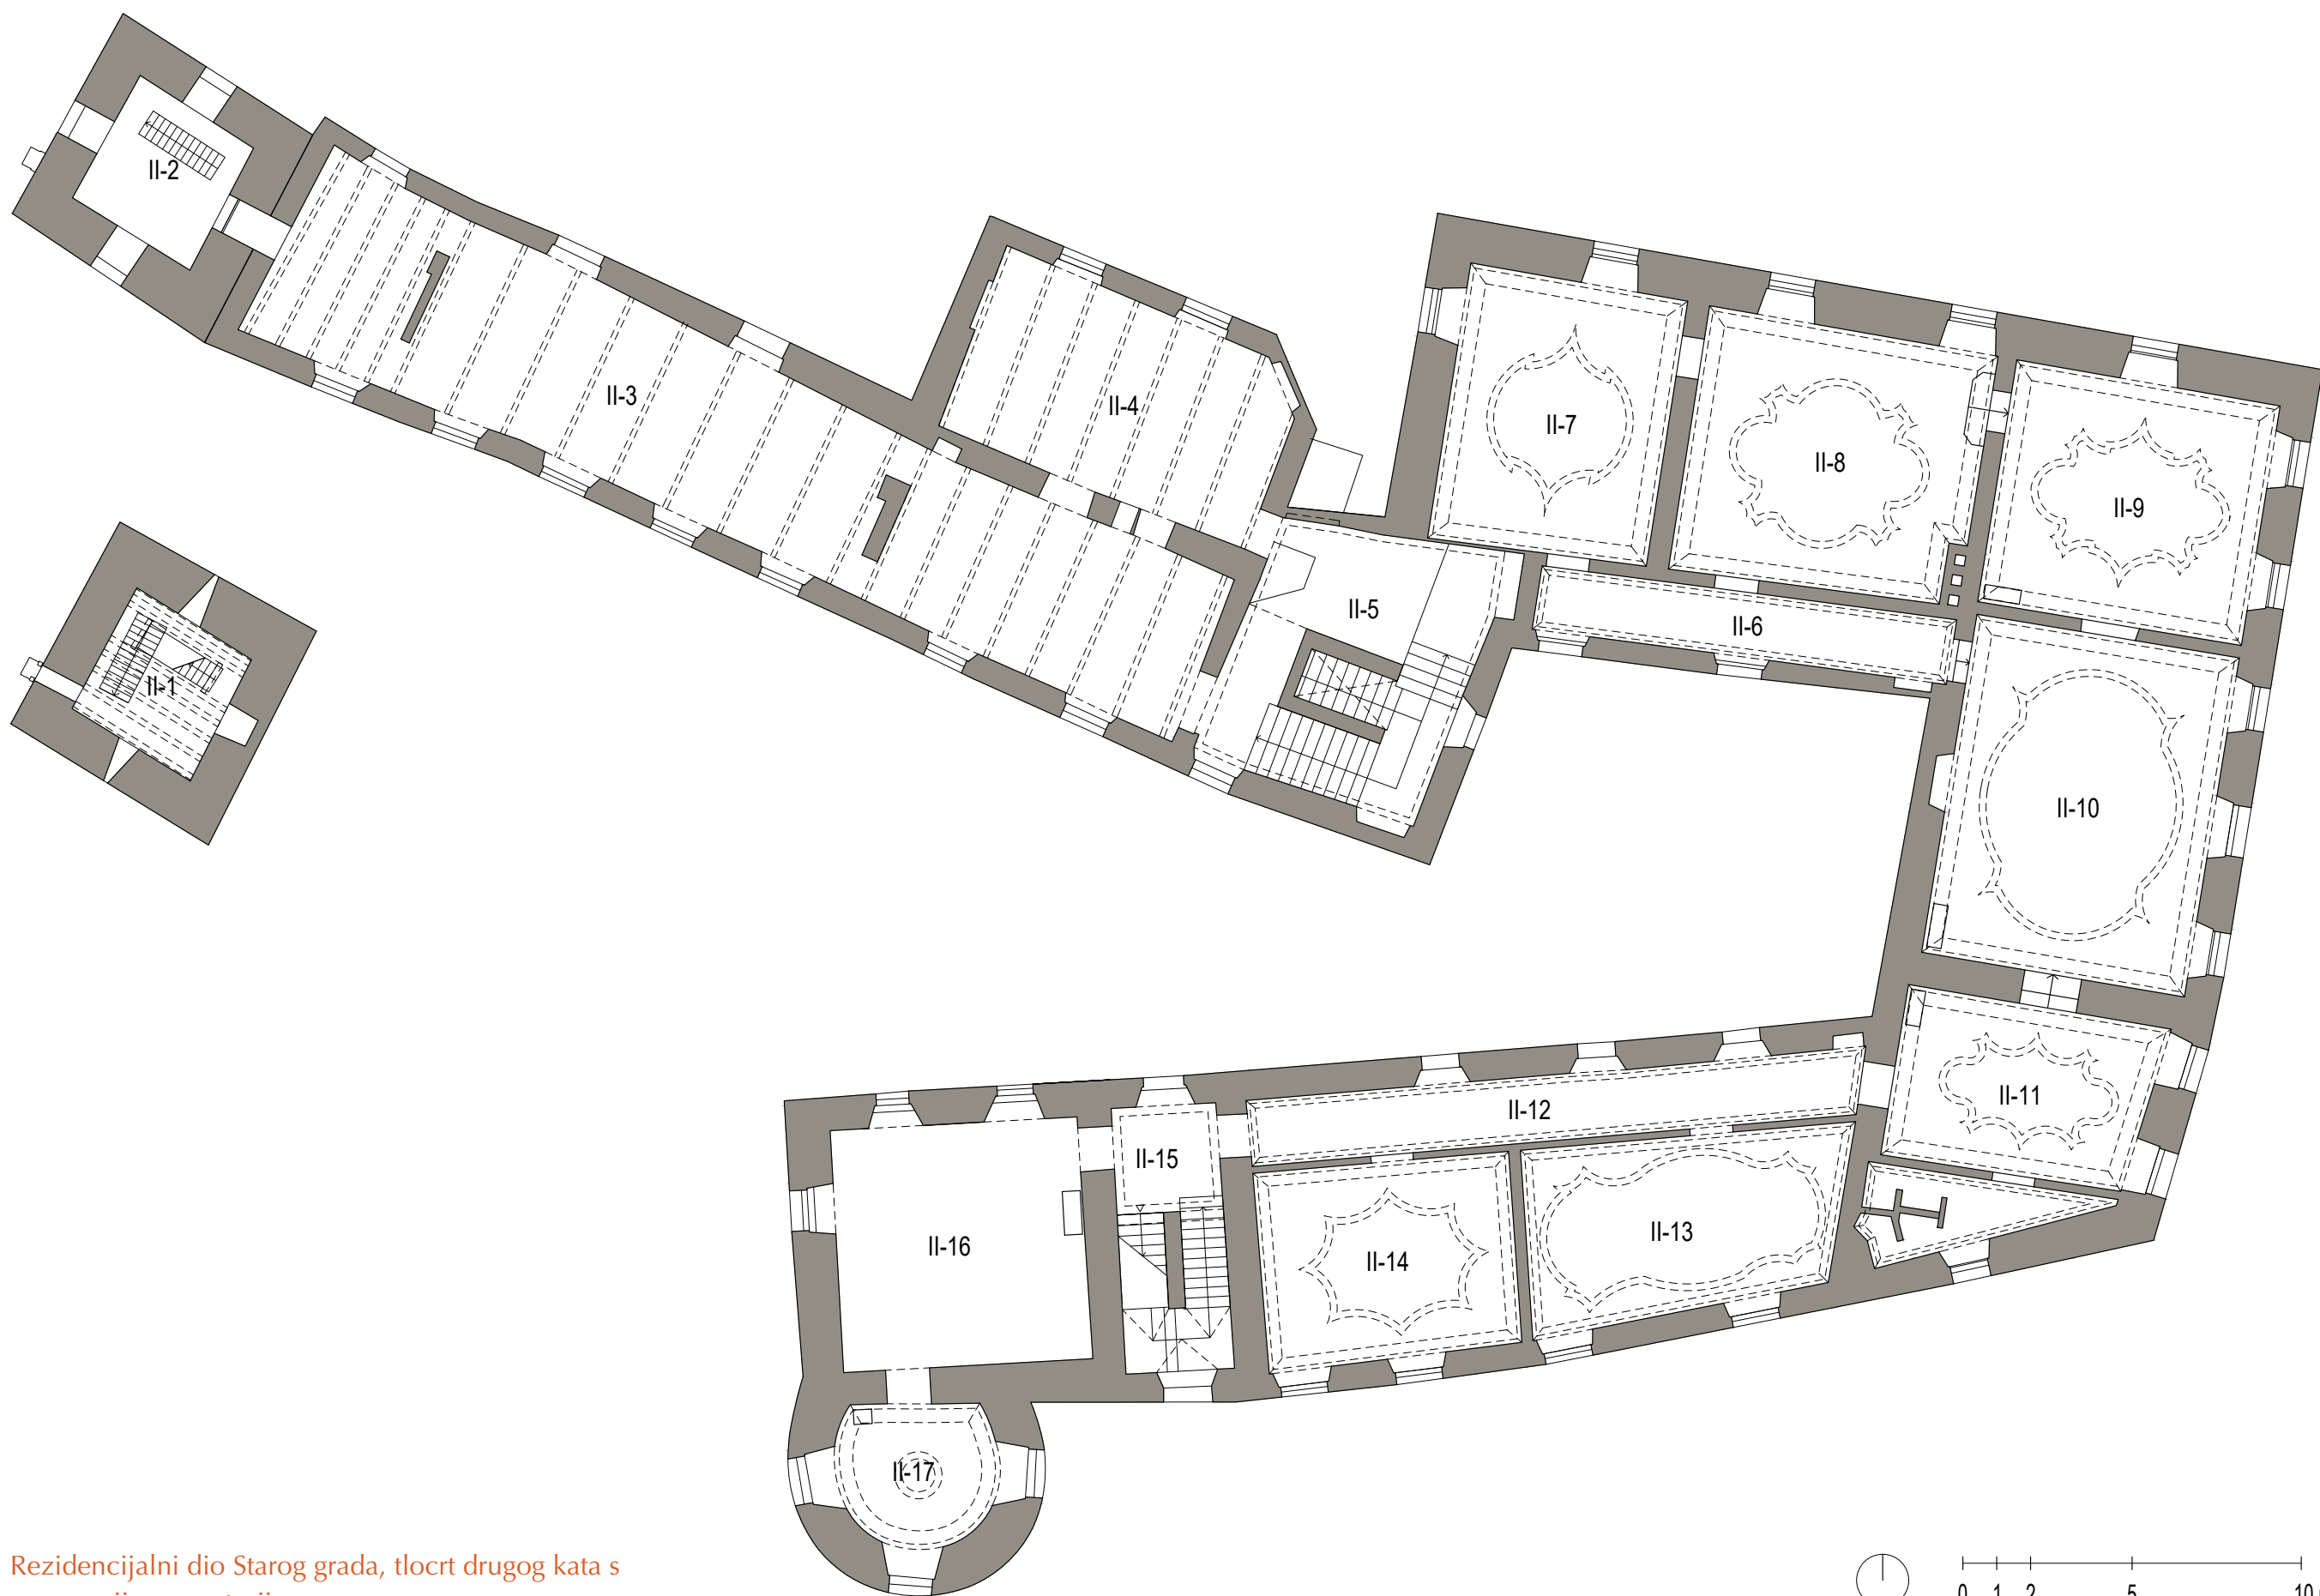 II-2
II-3
II-4
II-7
II-8
II-9
II-5
II-6
II-1
II-10
II-11
II-12
II-15
II-13
II-14
II-16
II-17
Rezidencijalni dio Starog grada, tlocrt drugog kata s
0 1 2 5 10